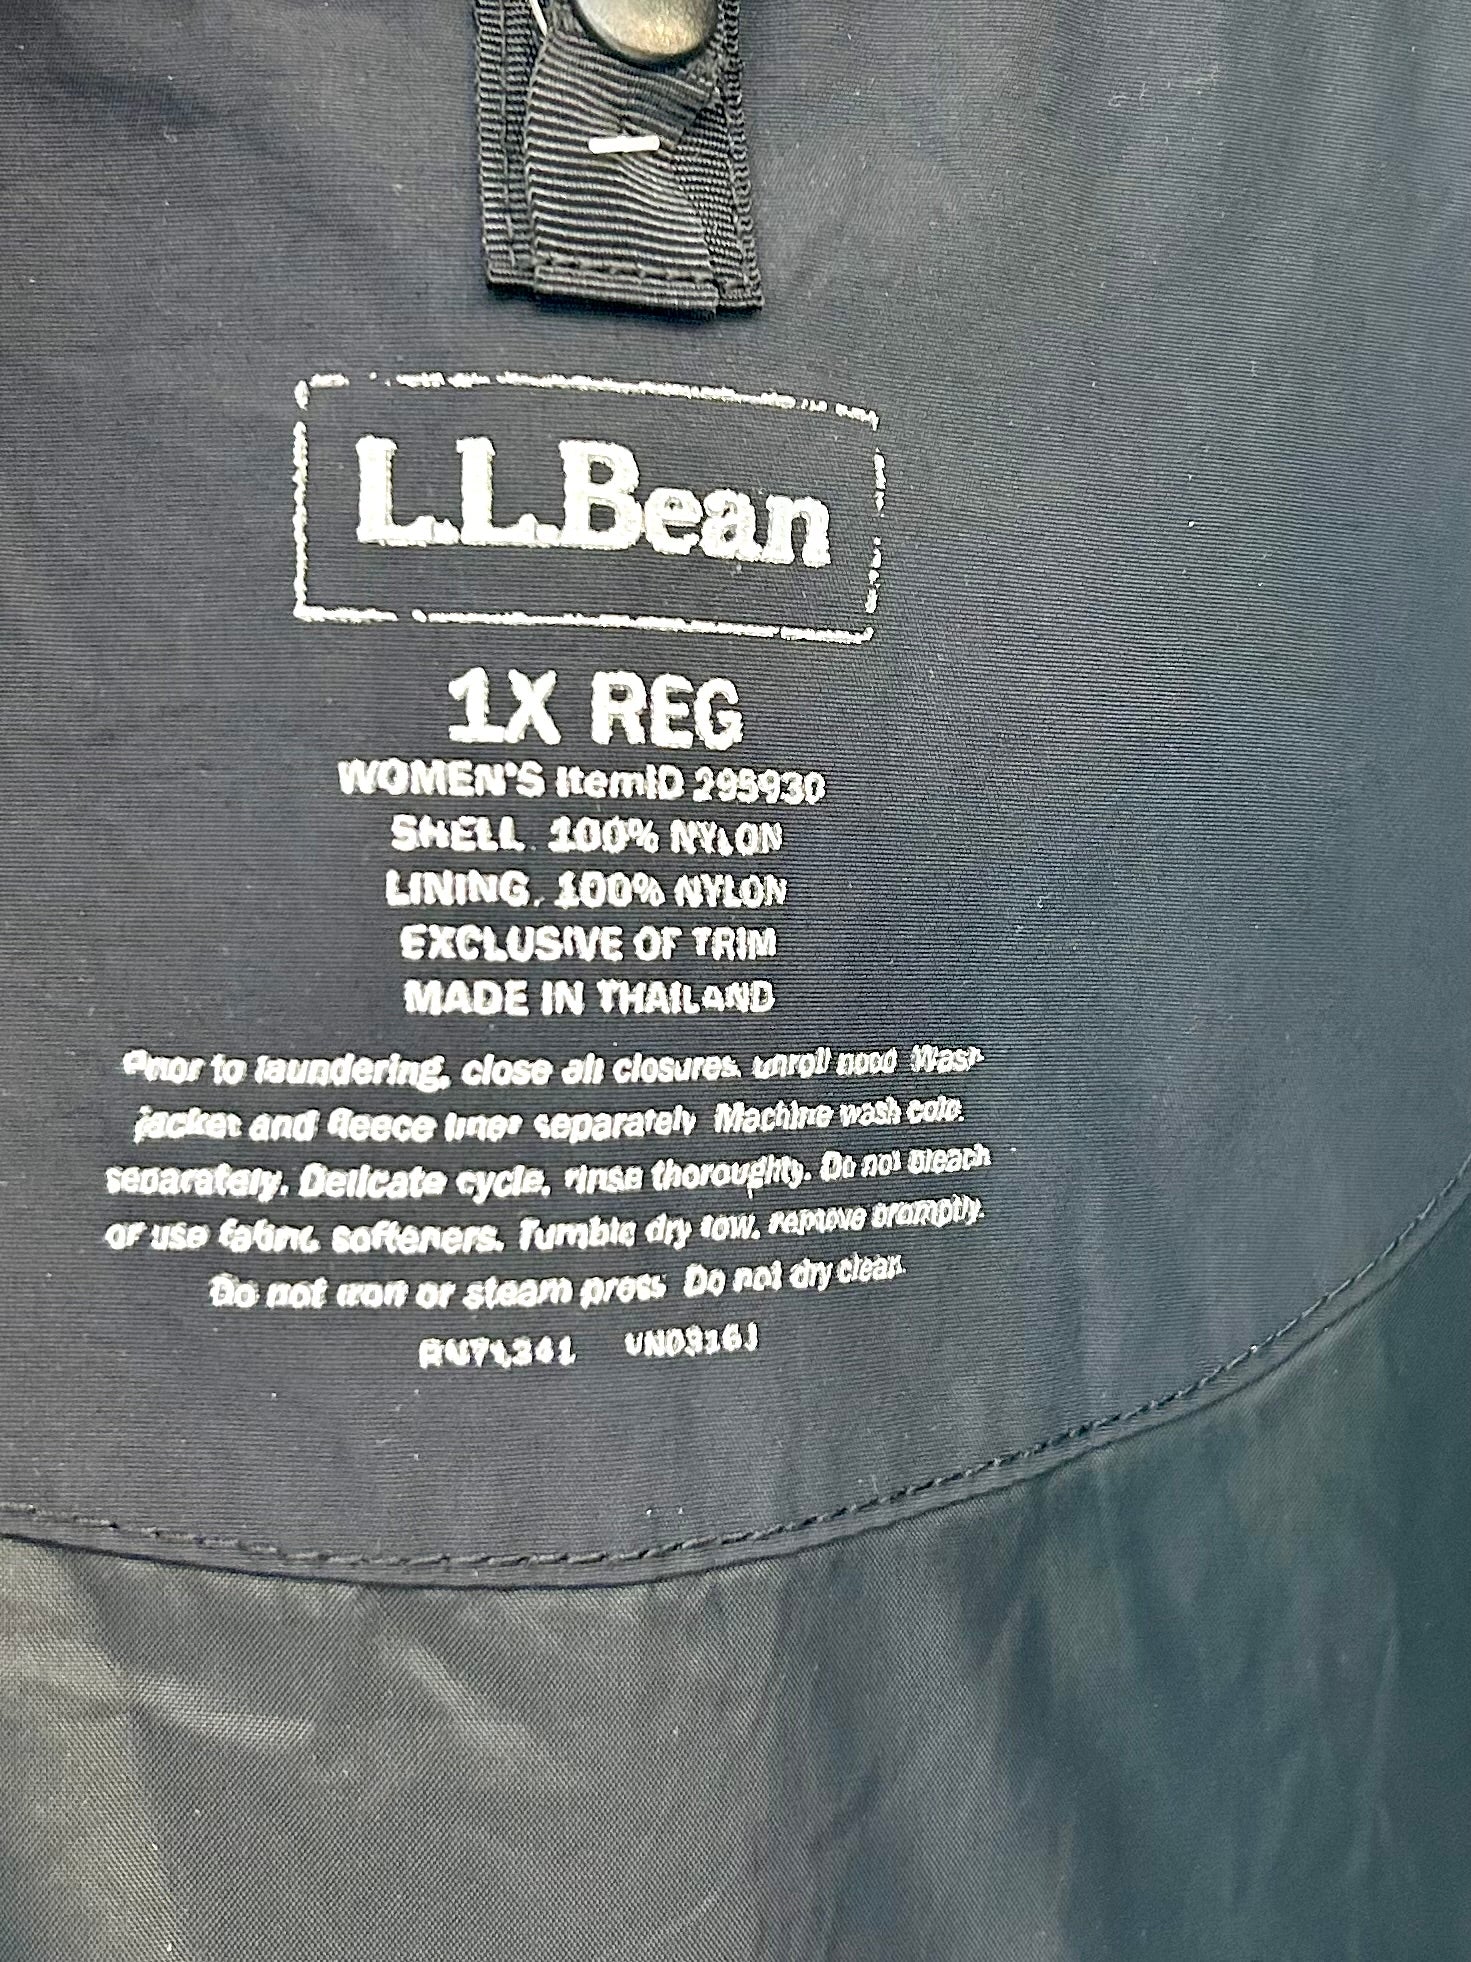 L.L.Bean
1X REG
WOMEN'S ItemID 295930
SHELL. 100% NYLON
LINING. 100% NYLON
EXCLUSIVE OF TRIM
MADE IN THAILAND
Prior to laundering, close all closures. unroll hood Wash
jacket and fleece liner separately Machine wash cold.
separately. Delicate cycle. rinse thoroughly. Do not bleach
or use fabric softeners. Tumble dry low. remove promptly.
Do not iron or steam press Do not dry clean.
RN71341